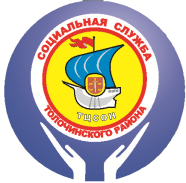 СОЦИАЛЬНАЯ СЛУЖБА
ТЦСОН
ТОЛОЧИНСКОГО РАЙОНА